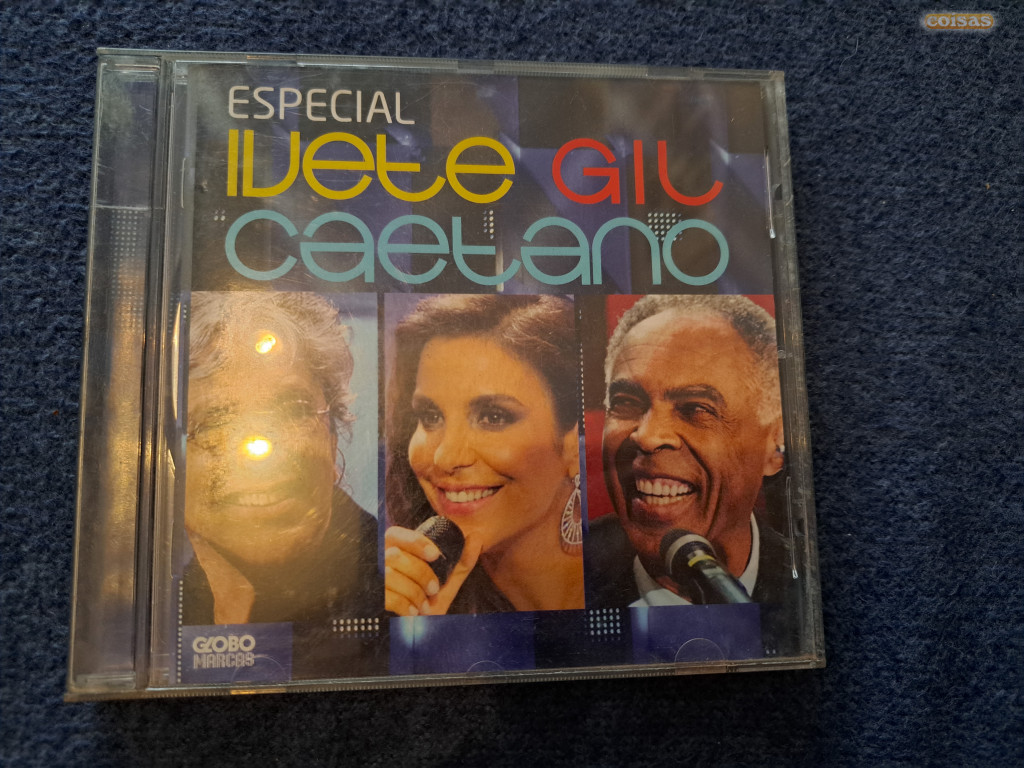 coisas
ESPECIAL
IVete GIL
caetano
GLOBO
MARCAS